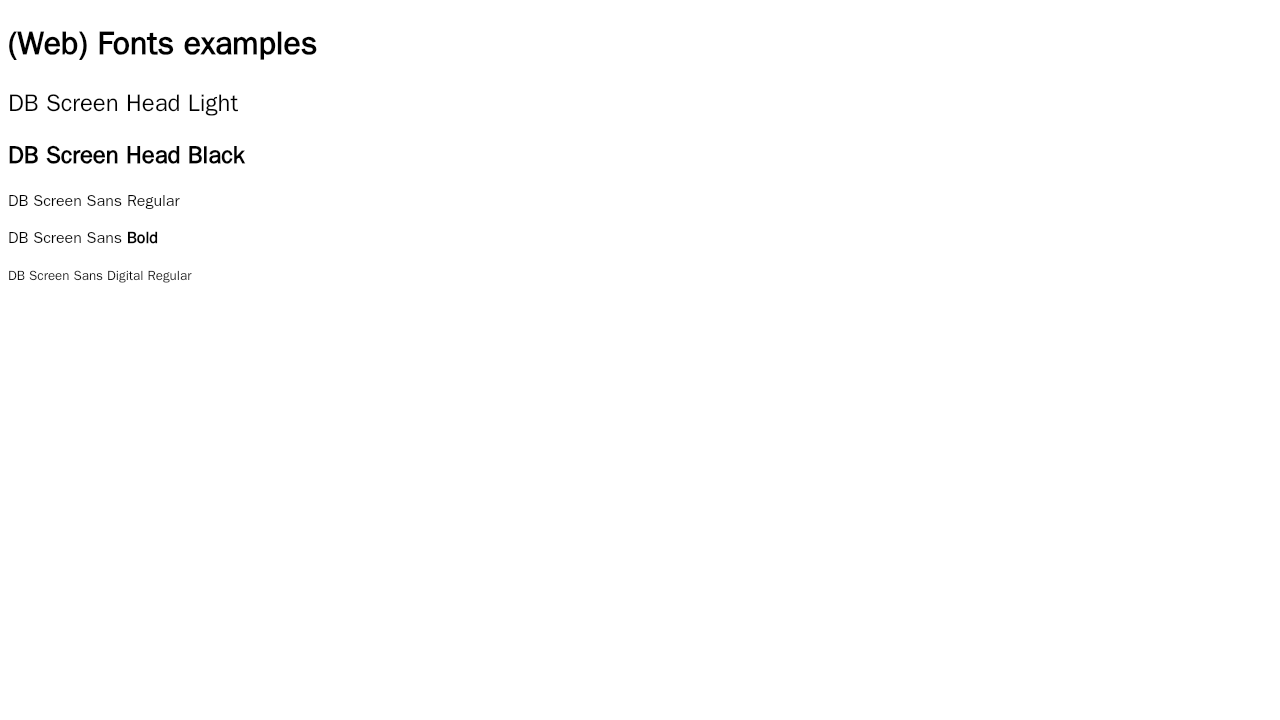 (Web) Fonts examples
DB Screen Head Light
DB Screen Head Black
DB Screen Sans Regular
DB Screen Sans Bold
DB Screen Sans Digital Regular